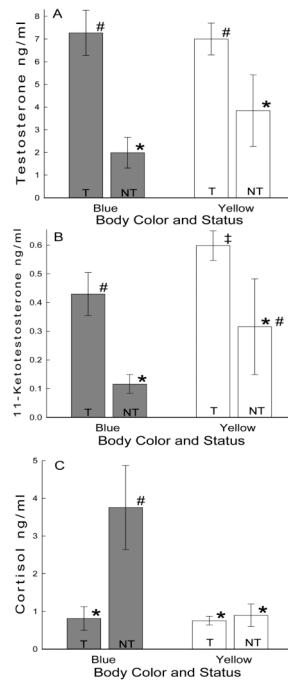 A
Testosterone ng/ml
8
7
6
5
4
3
2
1
0
# * # *
T NT T NT
Blue Yellow
Body Color and Status
B
11-Ketotestosterone ng/ml
0.6
0.5
0.4
0.3
0.2
0.1
0.0
# * ‡ * #
T NT T NT
Blue Yellow
Body Color and Status
C
Cortisol ng/ml
5
4
3
2
1
0
* # * *
T NT T NT
Blue Yellow
Body Color and Status